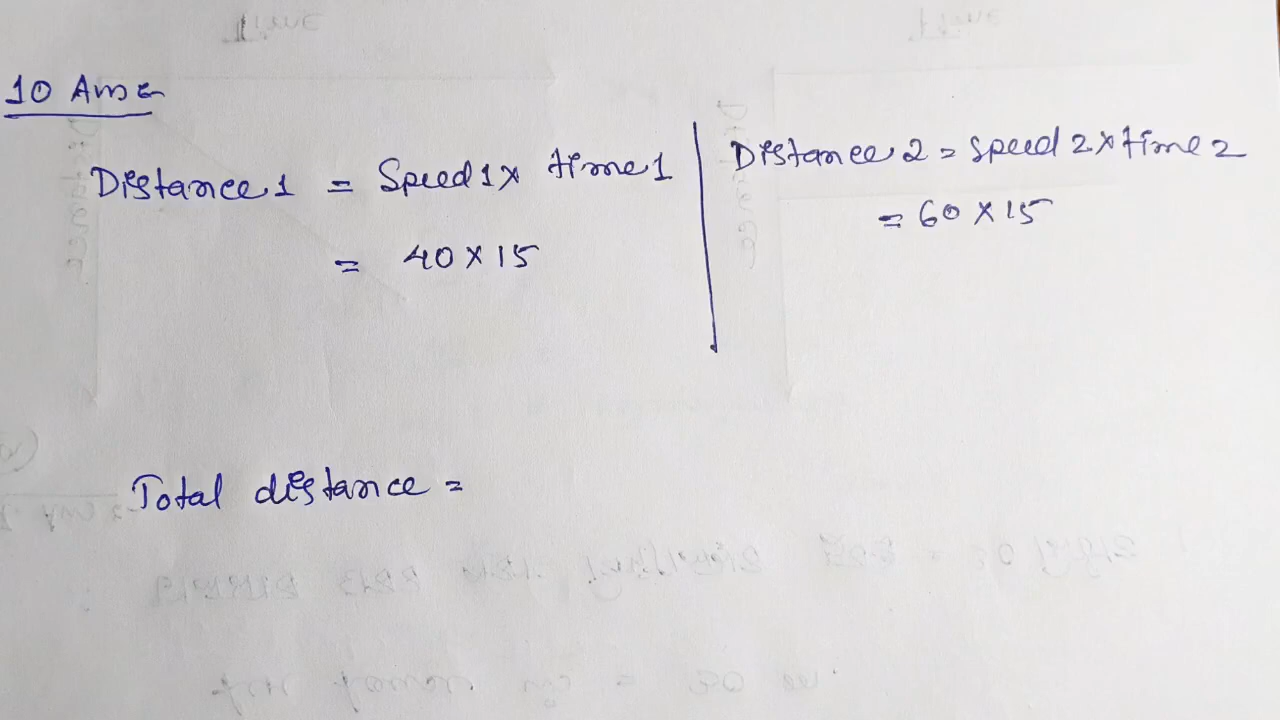 10 Ans
Distance 1 = Speed 1 × time 1
= 40 × 15
Distance 2 = Speed 2 × time 2
= 60 × 15
Total distance =